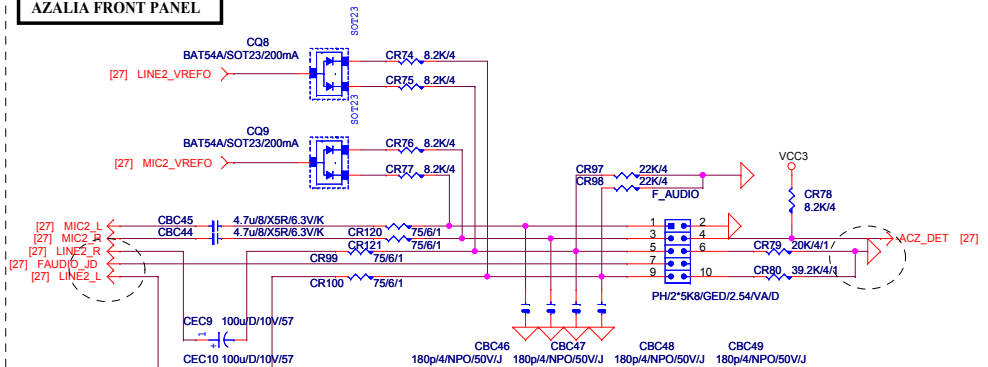 AZALIA FRONT PANEL
SOT23
CQ8
BAT54A/SOT23/200mA
CR74 8.2K/4
[27] LINE2_VREFO
CR75 8.2K/4
SOT23
CQ9
BAT54A/SOT23/200mA
CR76 8.2K/4
[27] MIC2_VREFO
CR77 8.2K/4
VCC3
CR97 22K/4
CR98 22K/4
F_AUDIO
CR78
8.2K/4
[27] MIC2_L CBC45 4.7u/8/X5R/6.3V/K 1 2
[27] MIC2_R CBC44 4.7u/8/X5R/6.3V/K CR120 75/6/1 3 4 ACZ_DET [27]
[27] LINE2_R CR121 75/6/1 5 6 CR79 20K/4/1
[27] FAUDIO_JD CR99 75/6/1 7
[27] LINE2_L CR100 75/6/1 9 10 CR80 39.2K/4/1
PH/2*5K8/GED/2.54/VA/D
CEC9 100u/D/10V/57
1
+
CEC10 100u/D/10V/57
CBC46 CBC47 CBC48 CBC49
180p/4/NPO/50V/J 180p/4/NPO/50V/J 180p/4/NPO/50V/J 180p/4/NPO/50V/J